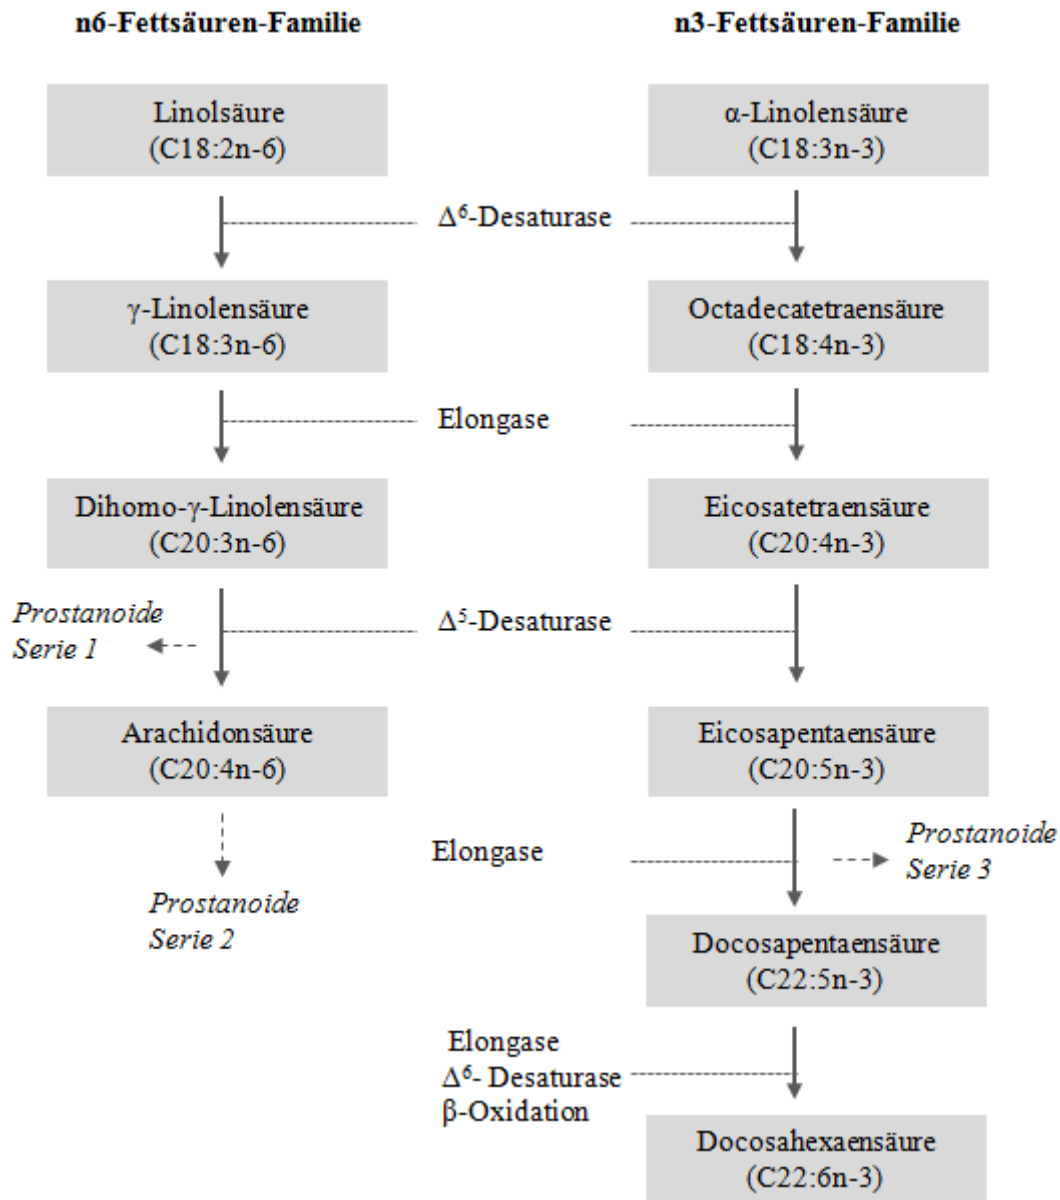 n6-Fettsäuren-Familie
n3-Fettsäuren-Familie
Linolsäure
(C18:2n-6)
α-Linolensäure
(C18:3n-3)
Δ⁶-Desaturase
γ-Linolensäure
(C18:3n-6)
Octadecatetraensäure
(C18:4n-3)
Elongase
Dihomo-γ-Linolensäure
(C20:3n-6)
Eicosatetraensäure
(C20:4n-3)
Prostanoide
Serie 1
Δ⁵-Desaturase
Arachidonsäure
(C20:4n-6)
Eicosapentaensäure
(C20:5n-3)
Elongase
Prostanoide
Serie 3
Prostanoide
Serie 2
Docosapentaensäure
(C22:5n-3)
Elongase
Δ⁶- Desaturase
β-Oxidation
Docosahexaensäure
(C22:6n-3)